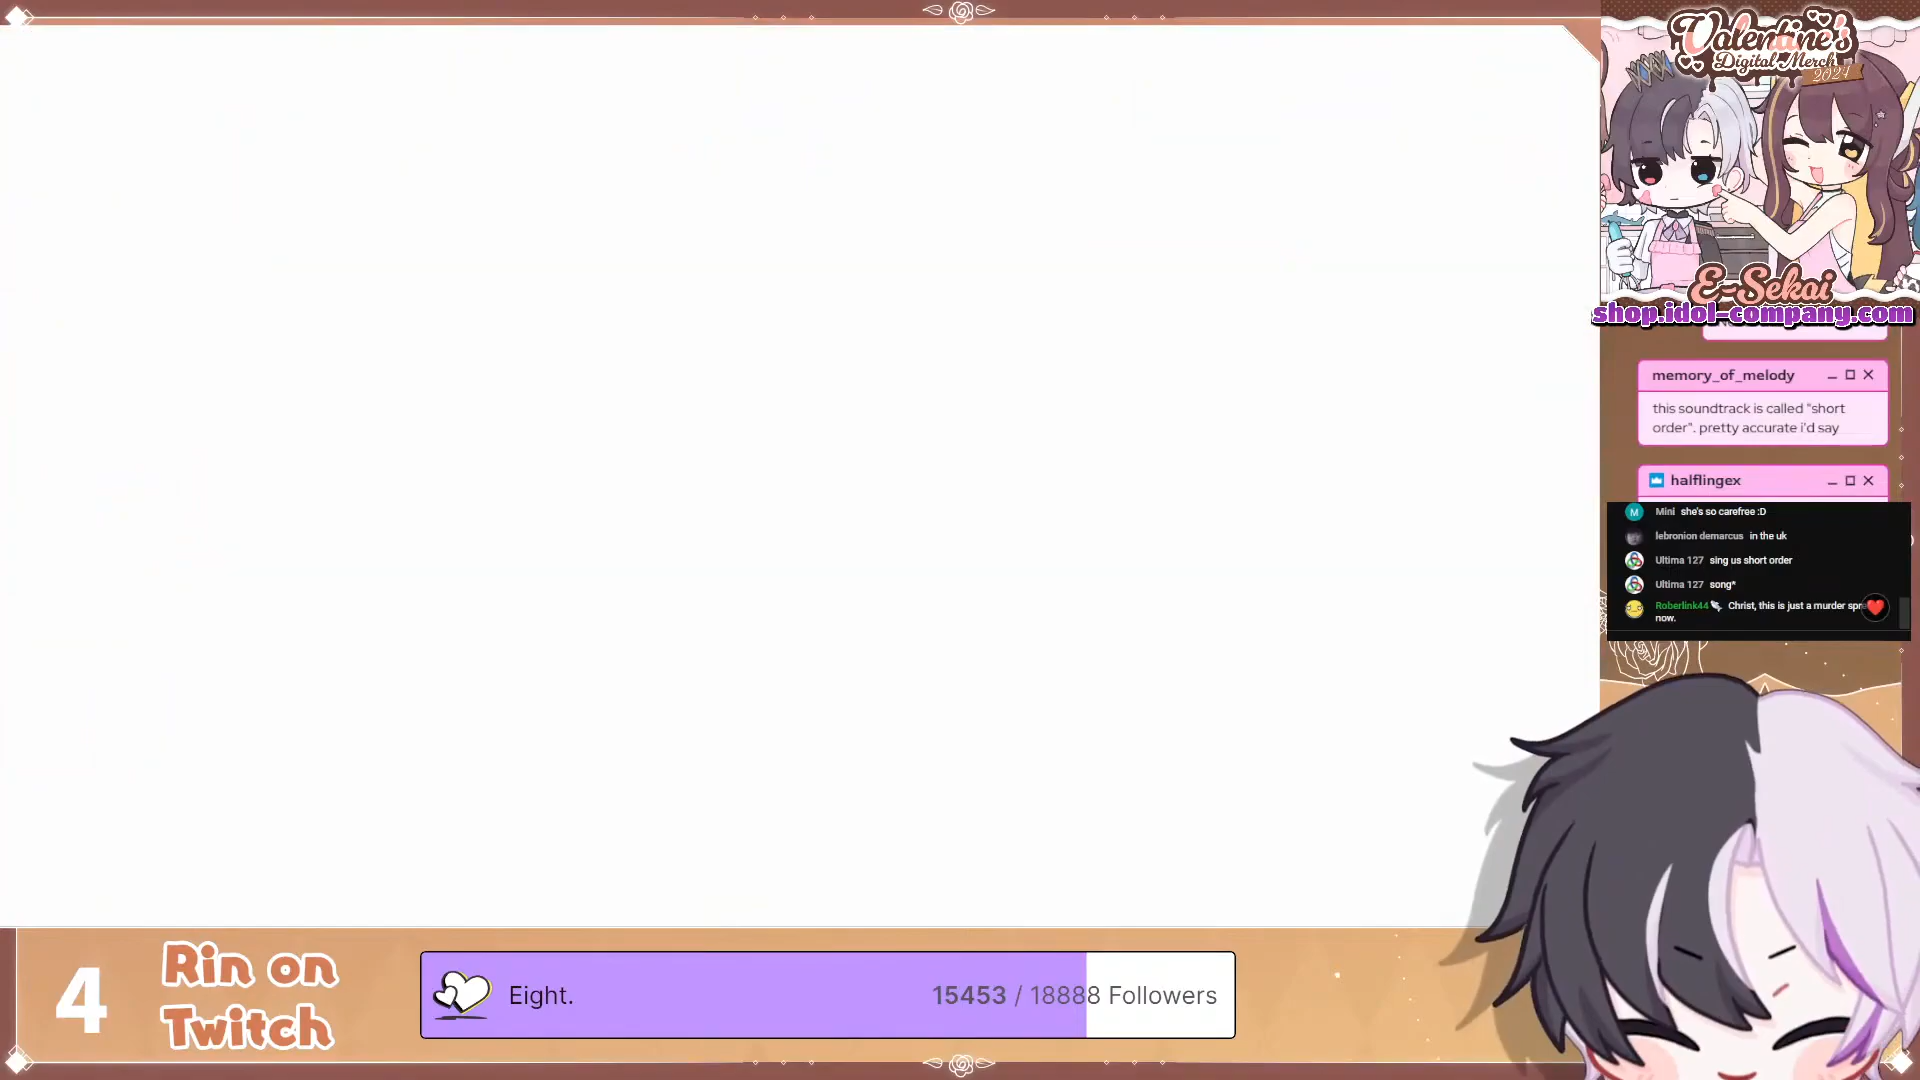 Valentine's
Digital Merch
2024
E-Sekai
shop.idol-company.com
memory_of_melody
this soundtrack is called "short
order". pretty accurate i'd say
halflingex
M Mini she's so carefree :D
lebronion demarcus in the uk
Ultima 127 sing us short order
Ultima 127 song*
Roberlink44 Christ, this is just a murder
now.
4
Rin on
Twitch
Eight.
15453 / 18888 Followers